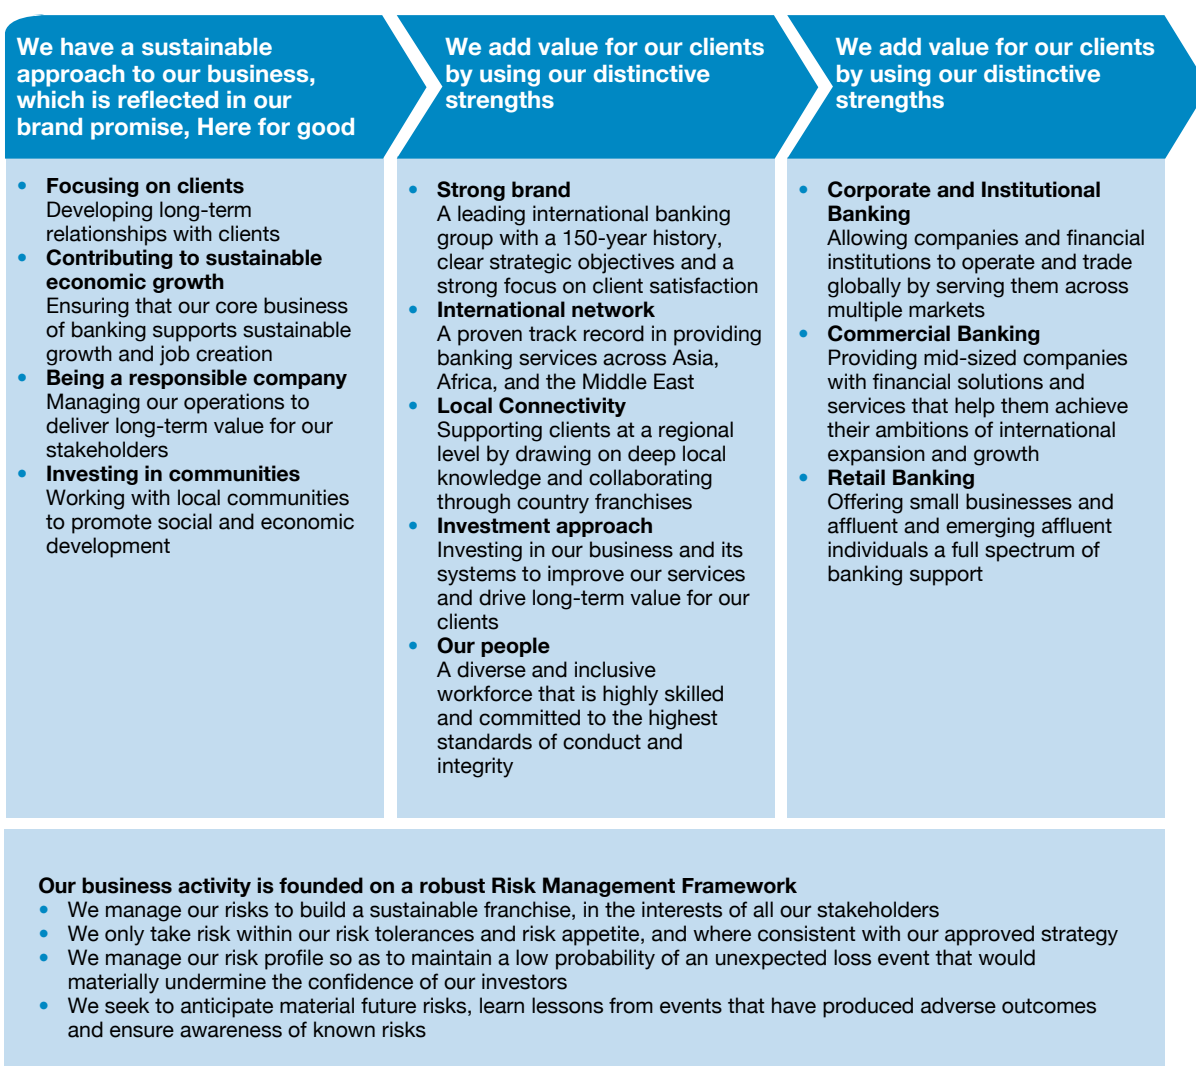 We have a sustainable
approach to our business,
which is reflected in our
brand promise, Here for good
• Focusing on clients
Developing long-term
relationships with clients
• Contributing to sustainable
economic growth
Ensuring that our core business
of banking supports sustainable
growth and job creation
• Being a responsible company
Managing our operations to
deliver long-term value for our
stakeholders
• Investing in communities
Working with local communities
to promote social and economic
development
We add value for our clients
by using our distinctive
strengths
• Strong brand
A leading international banking
group with a 150-year history,
clear strategic objectives and a
strong focus on client satisfaction
• International network
A proven track record in providing
banking services across Asia,
Africa, and the Middle East
• Local Connectivity
Supporting clients at a regional
level by drawing on deep local
knowledge and collaborating
through country franchises
• Investment approach
Investing in our business and its
systems to improve our services
and drive long-term value for our
clients
• Our people
A diverse and inclusive
workforce that is highly skilled
and committed to the highest
standards of conduct and
integrity
We add value for our clients
by using our distinctive
strengths
• Corporate and Institutional
Banking
Allowing companies and financial
institutions to operate and trade
globally by serving them across
multiple markets
• Commercial Banking
Providing mid-sized companies
with financial solutions and
services that help them achieve
their ambitions of international
expansion and growth
• Retail Banking
Offering small businesses and
affluent and emerging affluent
individuals a full spectrum of
banking support
Our business activity is founded on a robust Risk Management Framework
• We manage our risks to build a sustainable franchise, in the interests of all our stakeholders
• We only take risk within our risk tolerances and risk appetite, and where consistent with our approved strategy
• We manage our risk profile so as to maintain a low probability of an unexpected loss event that would
materially undermine the confidence of our investors
• We seek to anticipate material future risks, learn lessons from events that have produced adverse outcomes
and ensure awareness of known risks